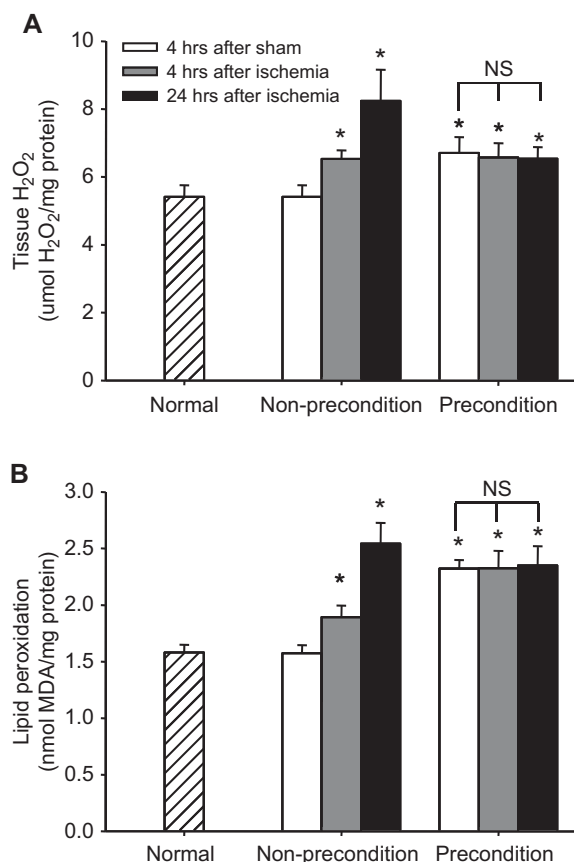 A
4 hrs after sham
4 hrs after ischemia
24 hrs after ischemia
Tissue H₂O₂
(umol H₂O₂/mg protein)
10
8
6
4
2
0
*
*
NS
*
*
*
Normal
Non-precondition
Precondition
B
Lipid peroxidation
(nmol MDA/mg protein)
3.0
2.5
2.0
1.5
1.0
0.5
0.0
*
*
NS
*
*
*
Normal
Non-precondition
Precondition